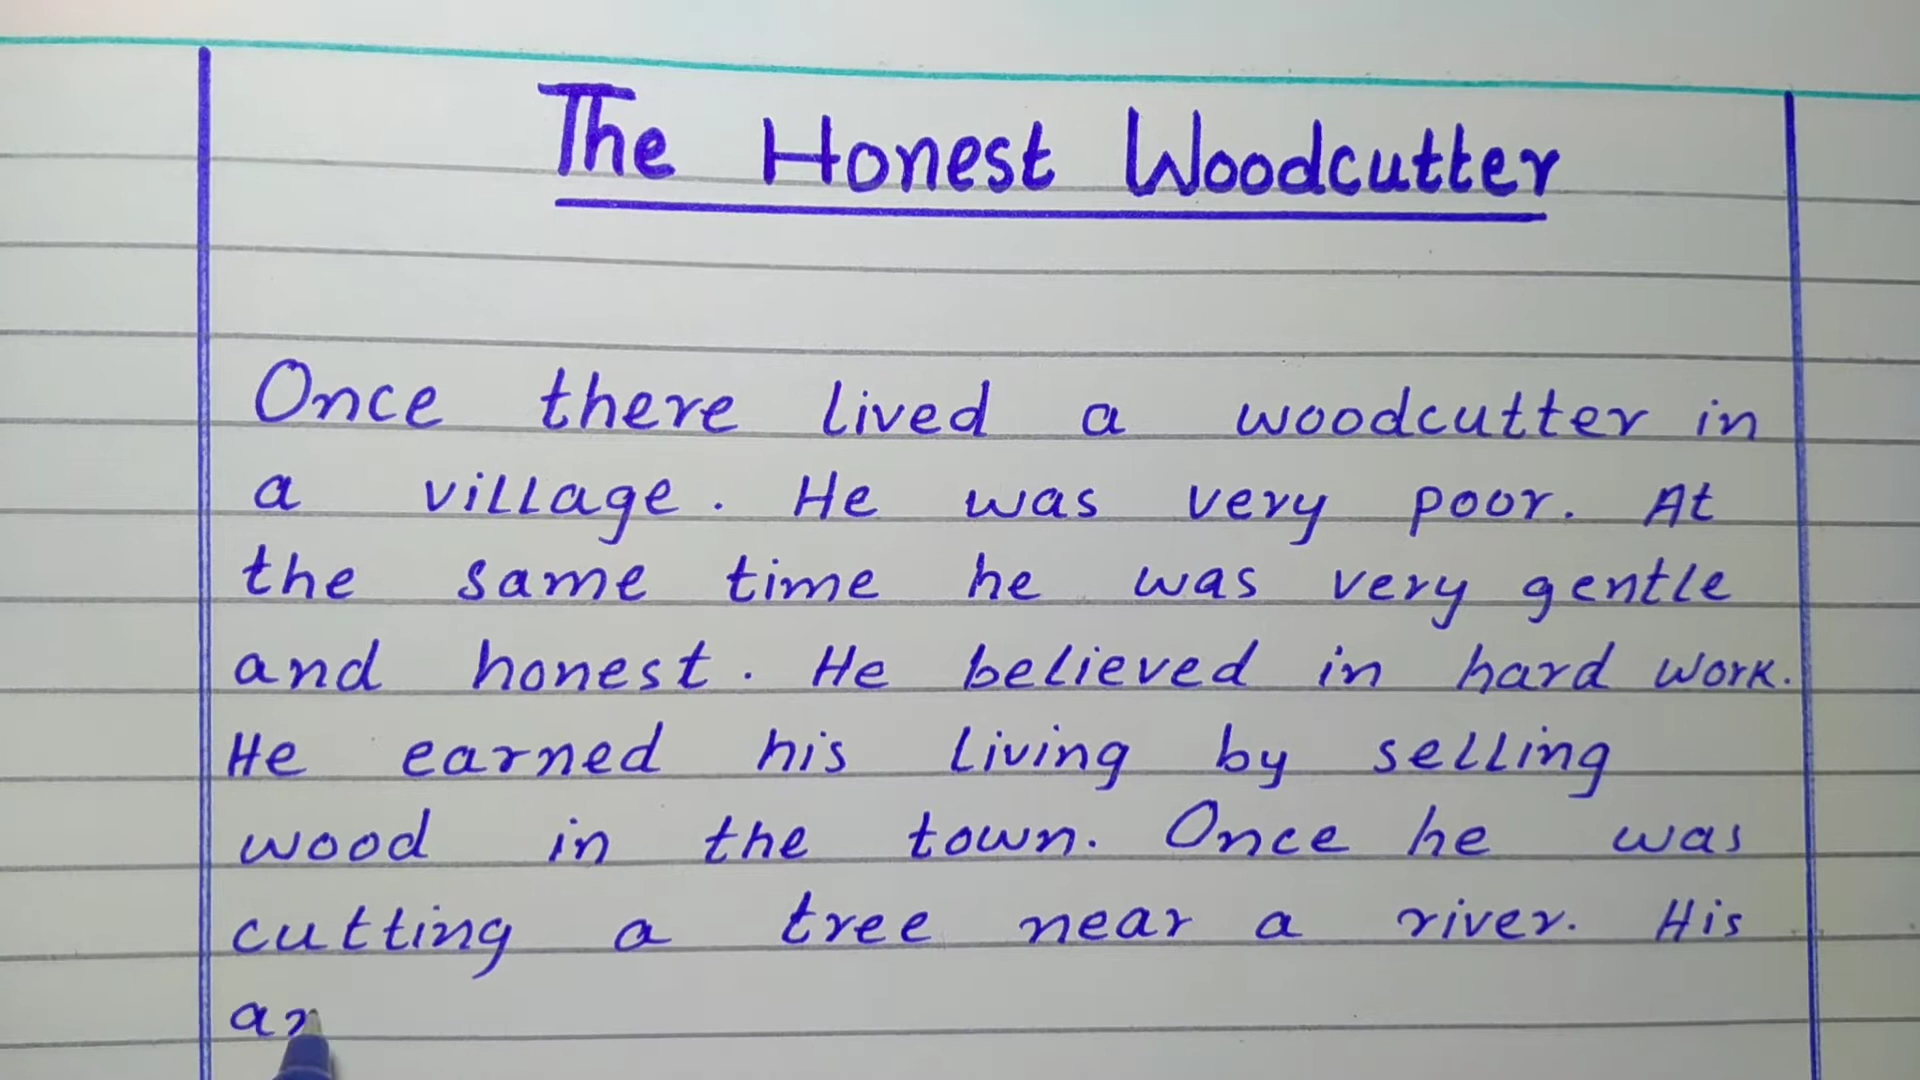 The Honest Woodcutter
Once there lived a woodcutter in
a village. He was very poor. At
the same time he was very gentle
and honest. He believed in hard work.
He earned his living by selling
wood in the town. Once he was
cutting a tree near a river. His